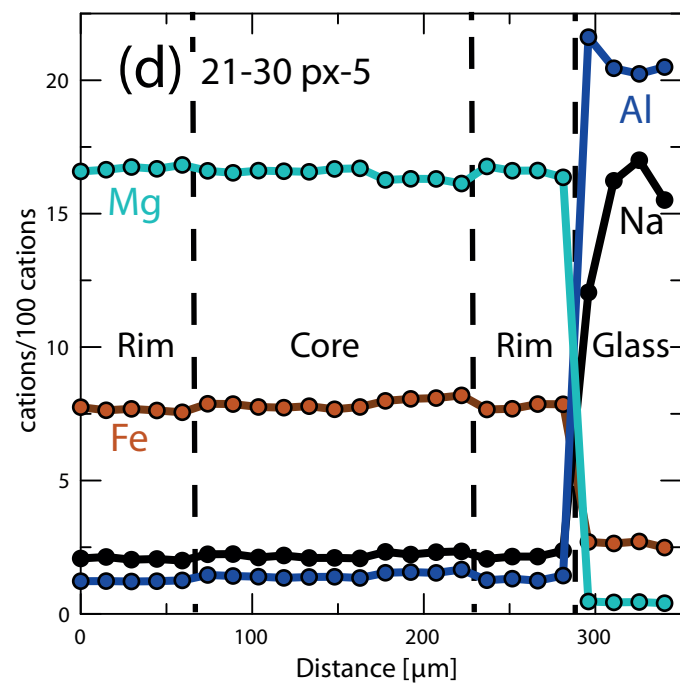 (d) 21-30 px-5
Al
Mg
Na
Rim Core Rim Glass
Fe
cations/100 cations
20
15
10
5
0
0 100 200 300
Distance [µm]